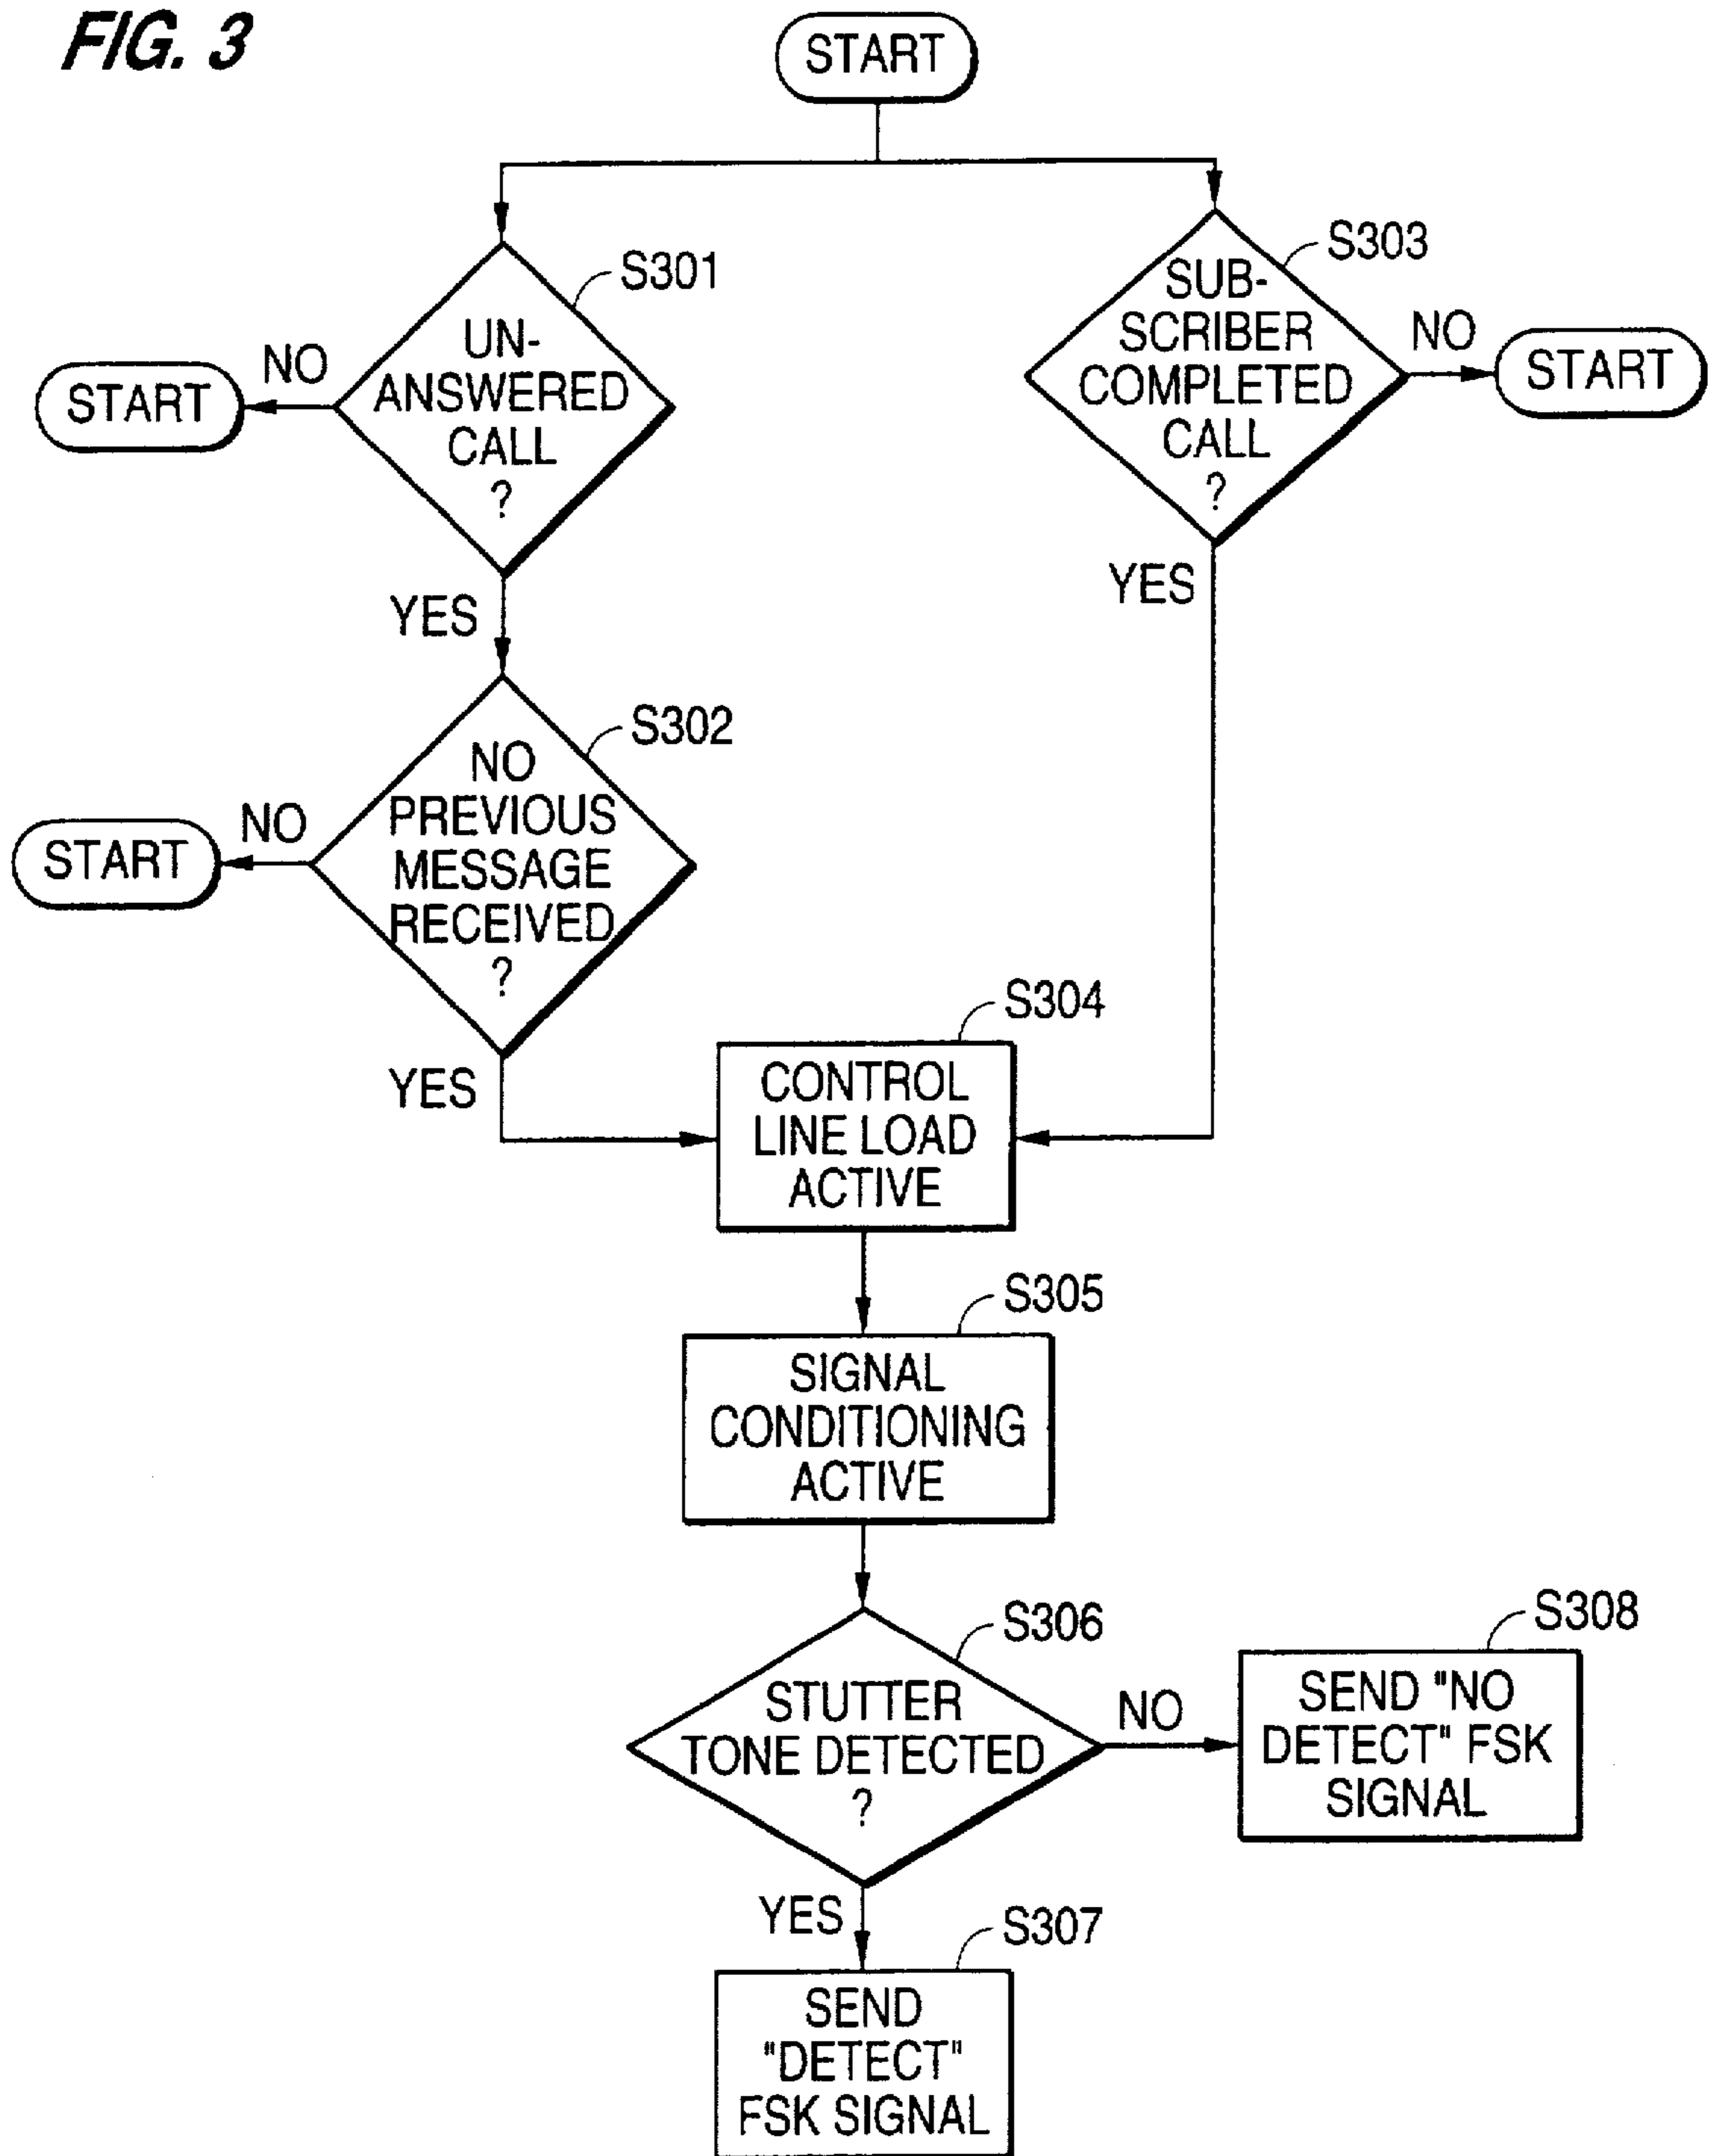 FIG. 3
START
S301
S303
UN-
ANSWERED
CALL
?
NO
START
SUB-
SCRIBER
COMPLETED
CALL
?
NO
START
YES
YES
S302
NO
PREVIOUS
MESSAGE
RECEIVED
?
NO
START
YES
S304
CONTROL
LINE LOAD
ACTIVE
S305
SIGNAL
CONDITIONING
ACTIVE
S306
STUTTER
TONE DETECTED
?
NO
S308
SEND "NO
DETECT" FSK
SIGNAL
YES
S307
SEND
"DETECT"
FSK SIGNAL